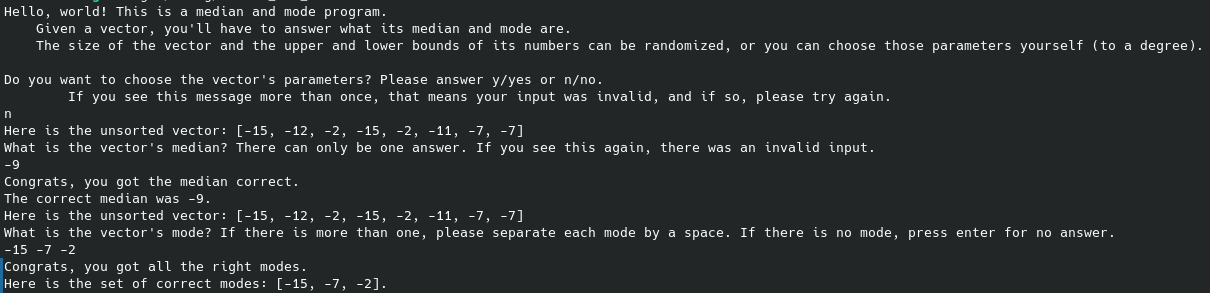 Hello, world! This is a median and mode program.
Given a vector, you'll have to answer what its median and mode are.
The size of the vector and the upper and lower bounds of its numbers can be randomized, or you can choose those parameters yourself (to a degree).
Do you want to choose the vector's parameters? Please answer y/yes or n/no.
If you see this message more than once, that means your input was invalid, and if so, please try again.
n
Here is the unsorted vector: [-15, -12, -2, -15, -2, -11, -7, -7]
What is the vector's median? There can only be one answer. If you see this again, there was an invalid input.
-9
Congrats, you got the median correct.
The correct median was -9.
Here is the unsorted vector: [-15, -12, -2, -15, -2, -11, -7, -7]
What is the vector's mode? If there is more than one, please separate each mode by a space. If there is no mode, press enter for no answer.
-15 -7 -2
Congrats, you got all the right modes.
Here is the set of correct modes: [-15, -7, -2].